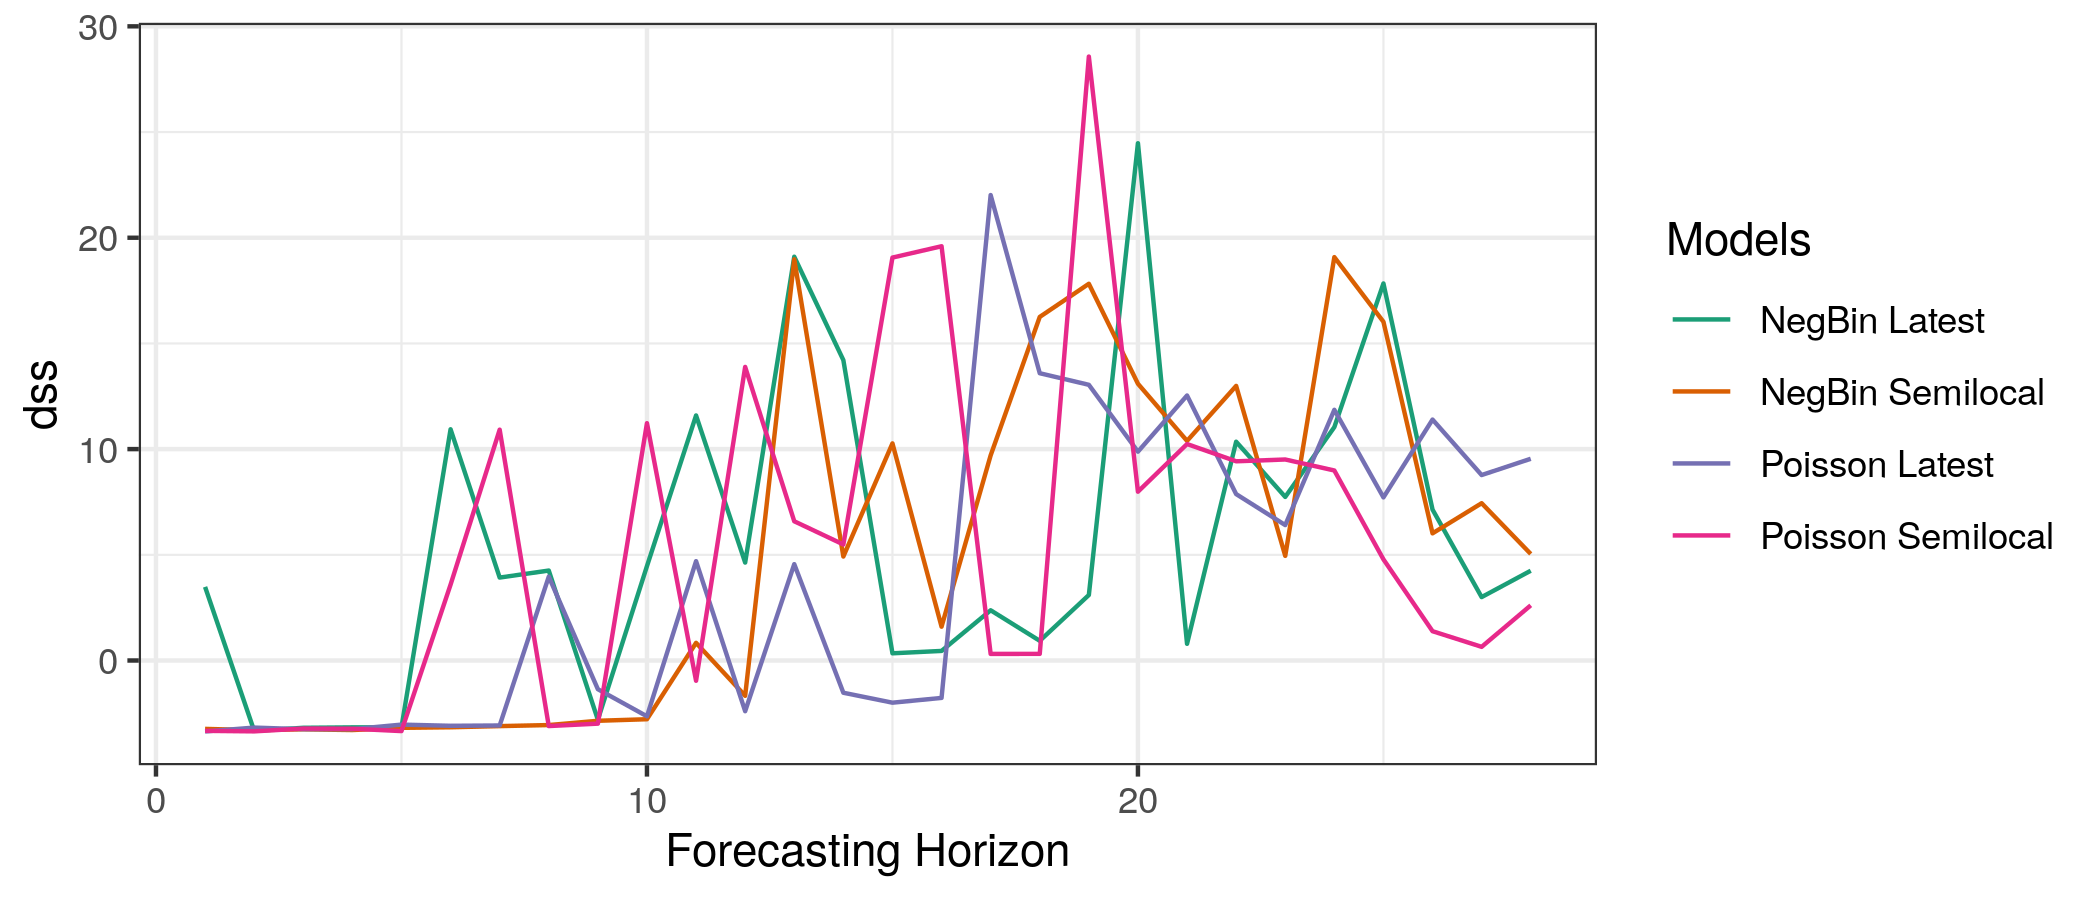 30
20
10
0
dss
0 10 20
Forecasting Horizon
Models
NegBin Latest
NegBin Semilocal
Poisson Latest
Poisson Semilocal